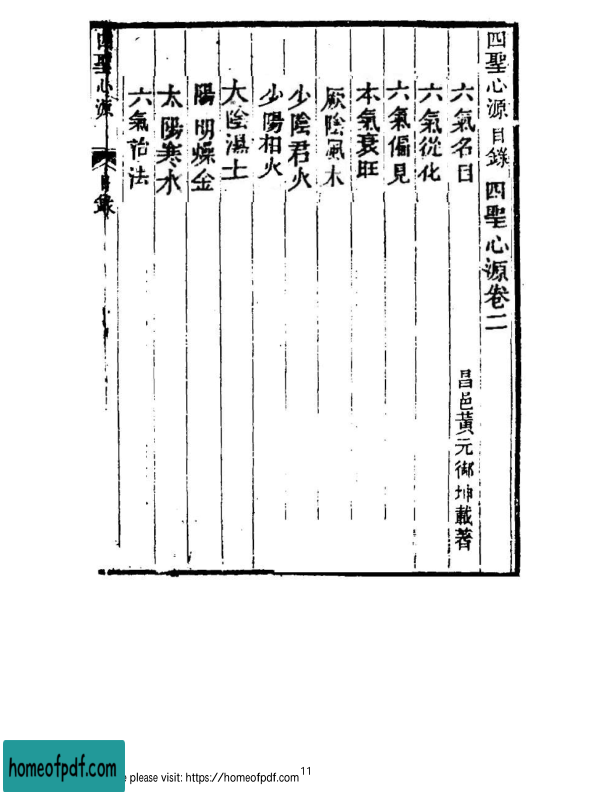 四聖心源目錄 四聖心源卷二
昌邑黃元御坤載著
六氣名目
六氣從化
六氣偏見
本氣衰旺
厥陰風木
少陰君火
少陽相火
太陰濕土
陽明燥金
太陽寒水
六氣治法
四聖心源 目錄
homeofpdf.com
e please visit: https://homeofpdf.com
11